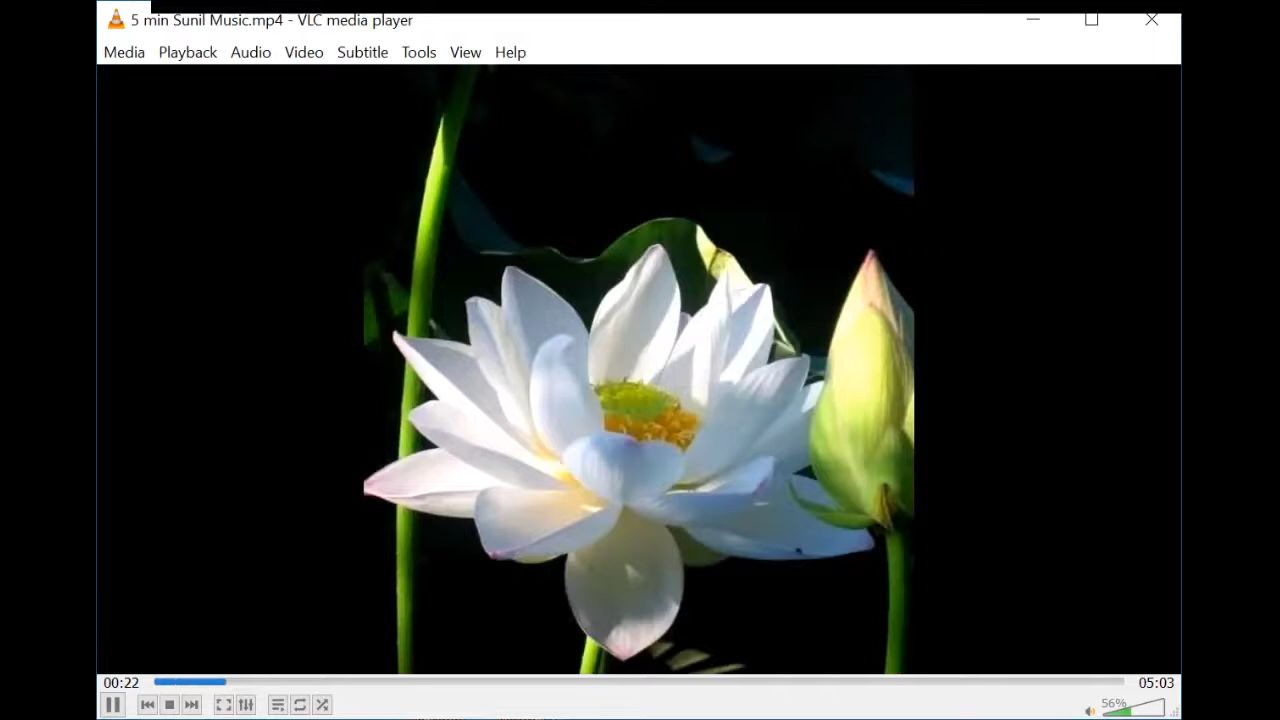 5 min Sunil Music.mp4 - VLC media player
Media Playback Audio Video Subtitle Tools View Help
00:22 05:03
56%